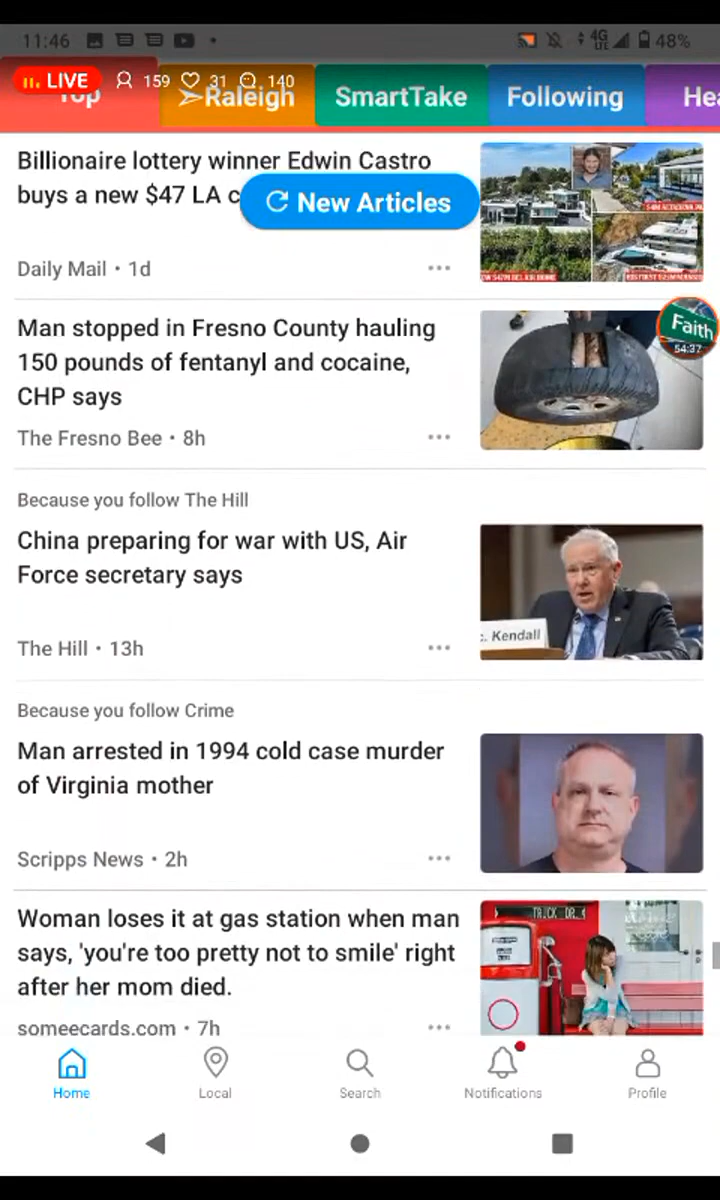 11:46
4G
LTE
48%
LIVE 159 31 140
Top
Raleigh
SmartTake
Following
Hea
Billionaire lottery winner Edwin Castro
buys a new $47 LA c
New Articles
Daily Mail • 1d
Man stopped in Fresno County hauling
150 pounds of fentanyl and cocaine,
CHP says
Faith
54:37
The Fresno Bee • 8h
Because you follow The Hill
China preparing for war with US, Air
Force secretary says
c. Kendall
The Hill • 13h
Because you follow Crime
Man arrested in 1994 cold case murder
of Virginia mother
Scripps News • 2h
Woman loses it at gas station when man
says, 'you're too pretty not to smile' right
after her mom died.
someecards.com • 7h
Home
Local
Search
Notifications
Profile